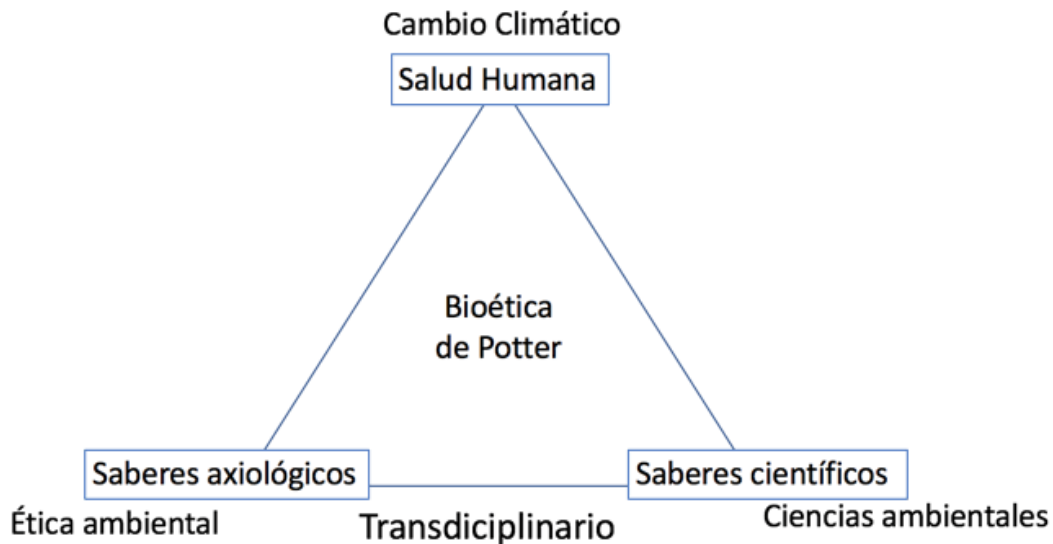 Cambio Climático
Salud Humana
Bioética
de Potter
Saberes axiológicos
Saberes científicos
Ética ambiental
Transdiciplinario
Ciencias ambientales